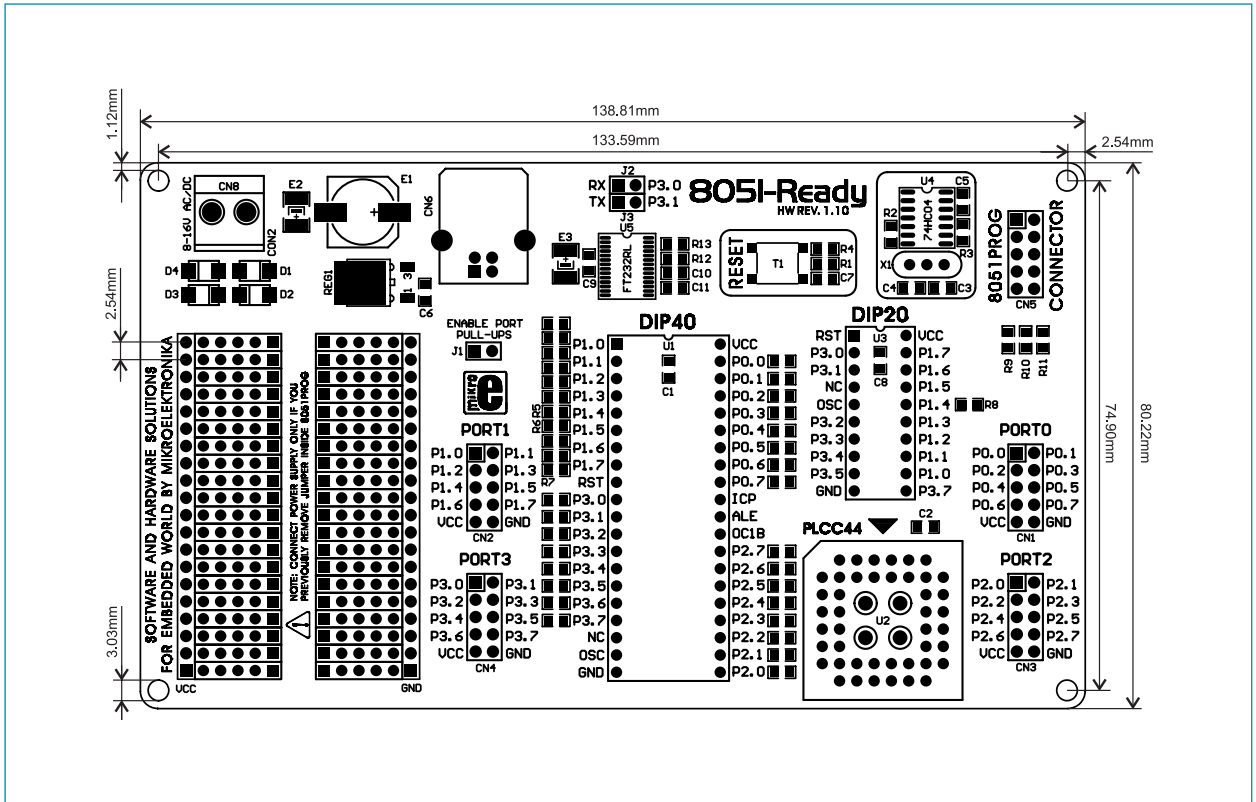 138.81mm
133.59mm
2.54mm
1.12mm
2.54mm
3.03mm
74.90mm
80.22mm
CN8
8-16V AC/DC
CON2
E2
E1
CN6
J2
RX P3.0
TX P3.1
J3
U5
FT232RL
E3
C9
R13
R12
C10
C11
8051-Ready
HW REV. 1.10
RESET
T1
R4
R1
C7
U4
74HC04
C5
R2
R3
X1
C4
C3
8051PROG
CONNECTOR
CN5
D4
D1
D3
D2
REG1
3
1
C6
R9
R10
R11
SOFTWARE AND HARDWARE SOLUTIONS
FOR EMBEDDED WORLD BY MIKROELEKTRONIKA
NOTE: CONNECT POWER SUPPLY ONLY IF YOU
PREVIOUSLY REMOVE JUMPER INSIDE 8051PROG
VCC
GND
ENABLE PORT
PULL-UPS
J1
mikro
e
R5
R6
R7
PORT1
P1.0 P1.1
P1.2 P1.3
P1.4 P1.5
P1.6 P1.7
VCC GND
CN2
PORT3
P3.0 P3.1
P3.2 P3.3
P3.4 P3.5
P3.6 P3.7
VCC GND
CN4
DIP40
U1
C1
P1.0 VCC
P1.1 P0.0
P1.2 P0.1
P1.3 P0.2
P1.4 P0.3
P1.5 P0.4
P1.6 P0.5
P1.7 P0.6
RST P0.7
P3.0 ICP
P3.1 ALE
P3.2 OC1B
P3.3 P2.7
P3.4 P2.6
P3.5 P2.5
P3.6 P2.4
P3.7 P2.3
NC P2.2
OSC P2.1
GND P2.0
DIP20
U3
C8
RST VCC
P3.0 P1.7
P3.1 P1.6
NC P1.5
OSC P1.4
P3.2 P1.3
P3.3 P1.2
P3.4 P1.1
P3.5 P1.0
GND P3.7
R8
C2
PLCC44
U2
PORT0
P0.0 P0.1
P0.2 P0.3
P0.4 P0.5
P0.6 P0.7
VCC GND
CN1
PORT2
P2.0 P2.1
P2.2 P2.3
P2.4 P2.5
P2.6 P2.7
VCC GND
CN3